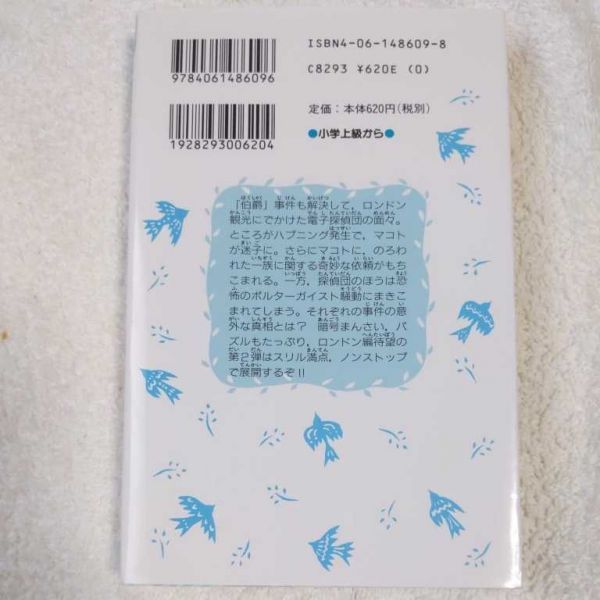 ISBN4-06-148609-8
9784061486096
C8293 ¥620E (0)
定価:本体620円(税別)
1928293006204
●小学上級から●
「伯爵」事件も解決して,ロンドン
観光にでかけた電子探偵団の面々。
ところがハプニング発生で,マコト
が迷子に。さらにマコトに,のろわ
れた一族に関する奇妙な依頼がもち
こまれる。一方,探偵団のほうは恐
怖のポルターガイスト騒動にまきこ
まれてしまう。それぞれの事件の意
外な真相とは? 暗号まんさい,パ
ズルもたっぷり,ロンドン編待望の
第2弾はスリル満点,ノンストップ
で展開するぞ!!